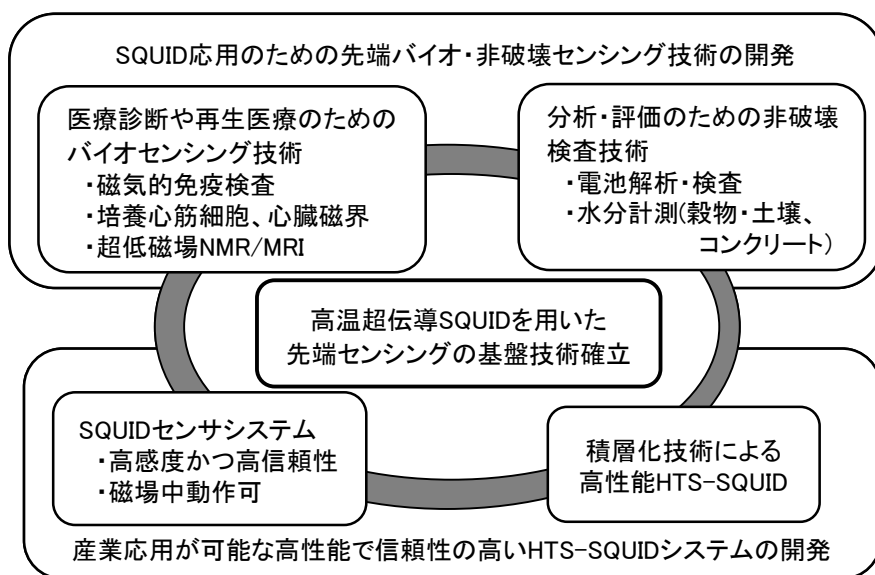 SQUID応用のための先端バイオ・非破壊センシング技術の開発
医療診断や再生医療のための
バイオセンシング技術
・磁気的免疫検査
・培養心筋細胞、心臓磁界
・超低磁場NMR/MRI
分析・評価のための非破壊
検査技術
・電池解析・検査
・水分計測(穀物・土壌、
コンクリート)
高温超伝導SQUIDを用いた
先端センシングの基盤技術確立
SQUIDセンサシステム
・高感度かつ高信頼性
・磁場中動作可
積層化技術による
高性能HTS-SQUID
産業応用が可能な高性能で信頼性の高いHTS-SQUIDシステムの開発